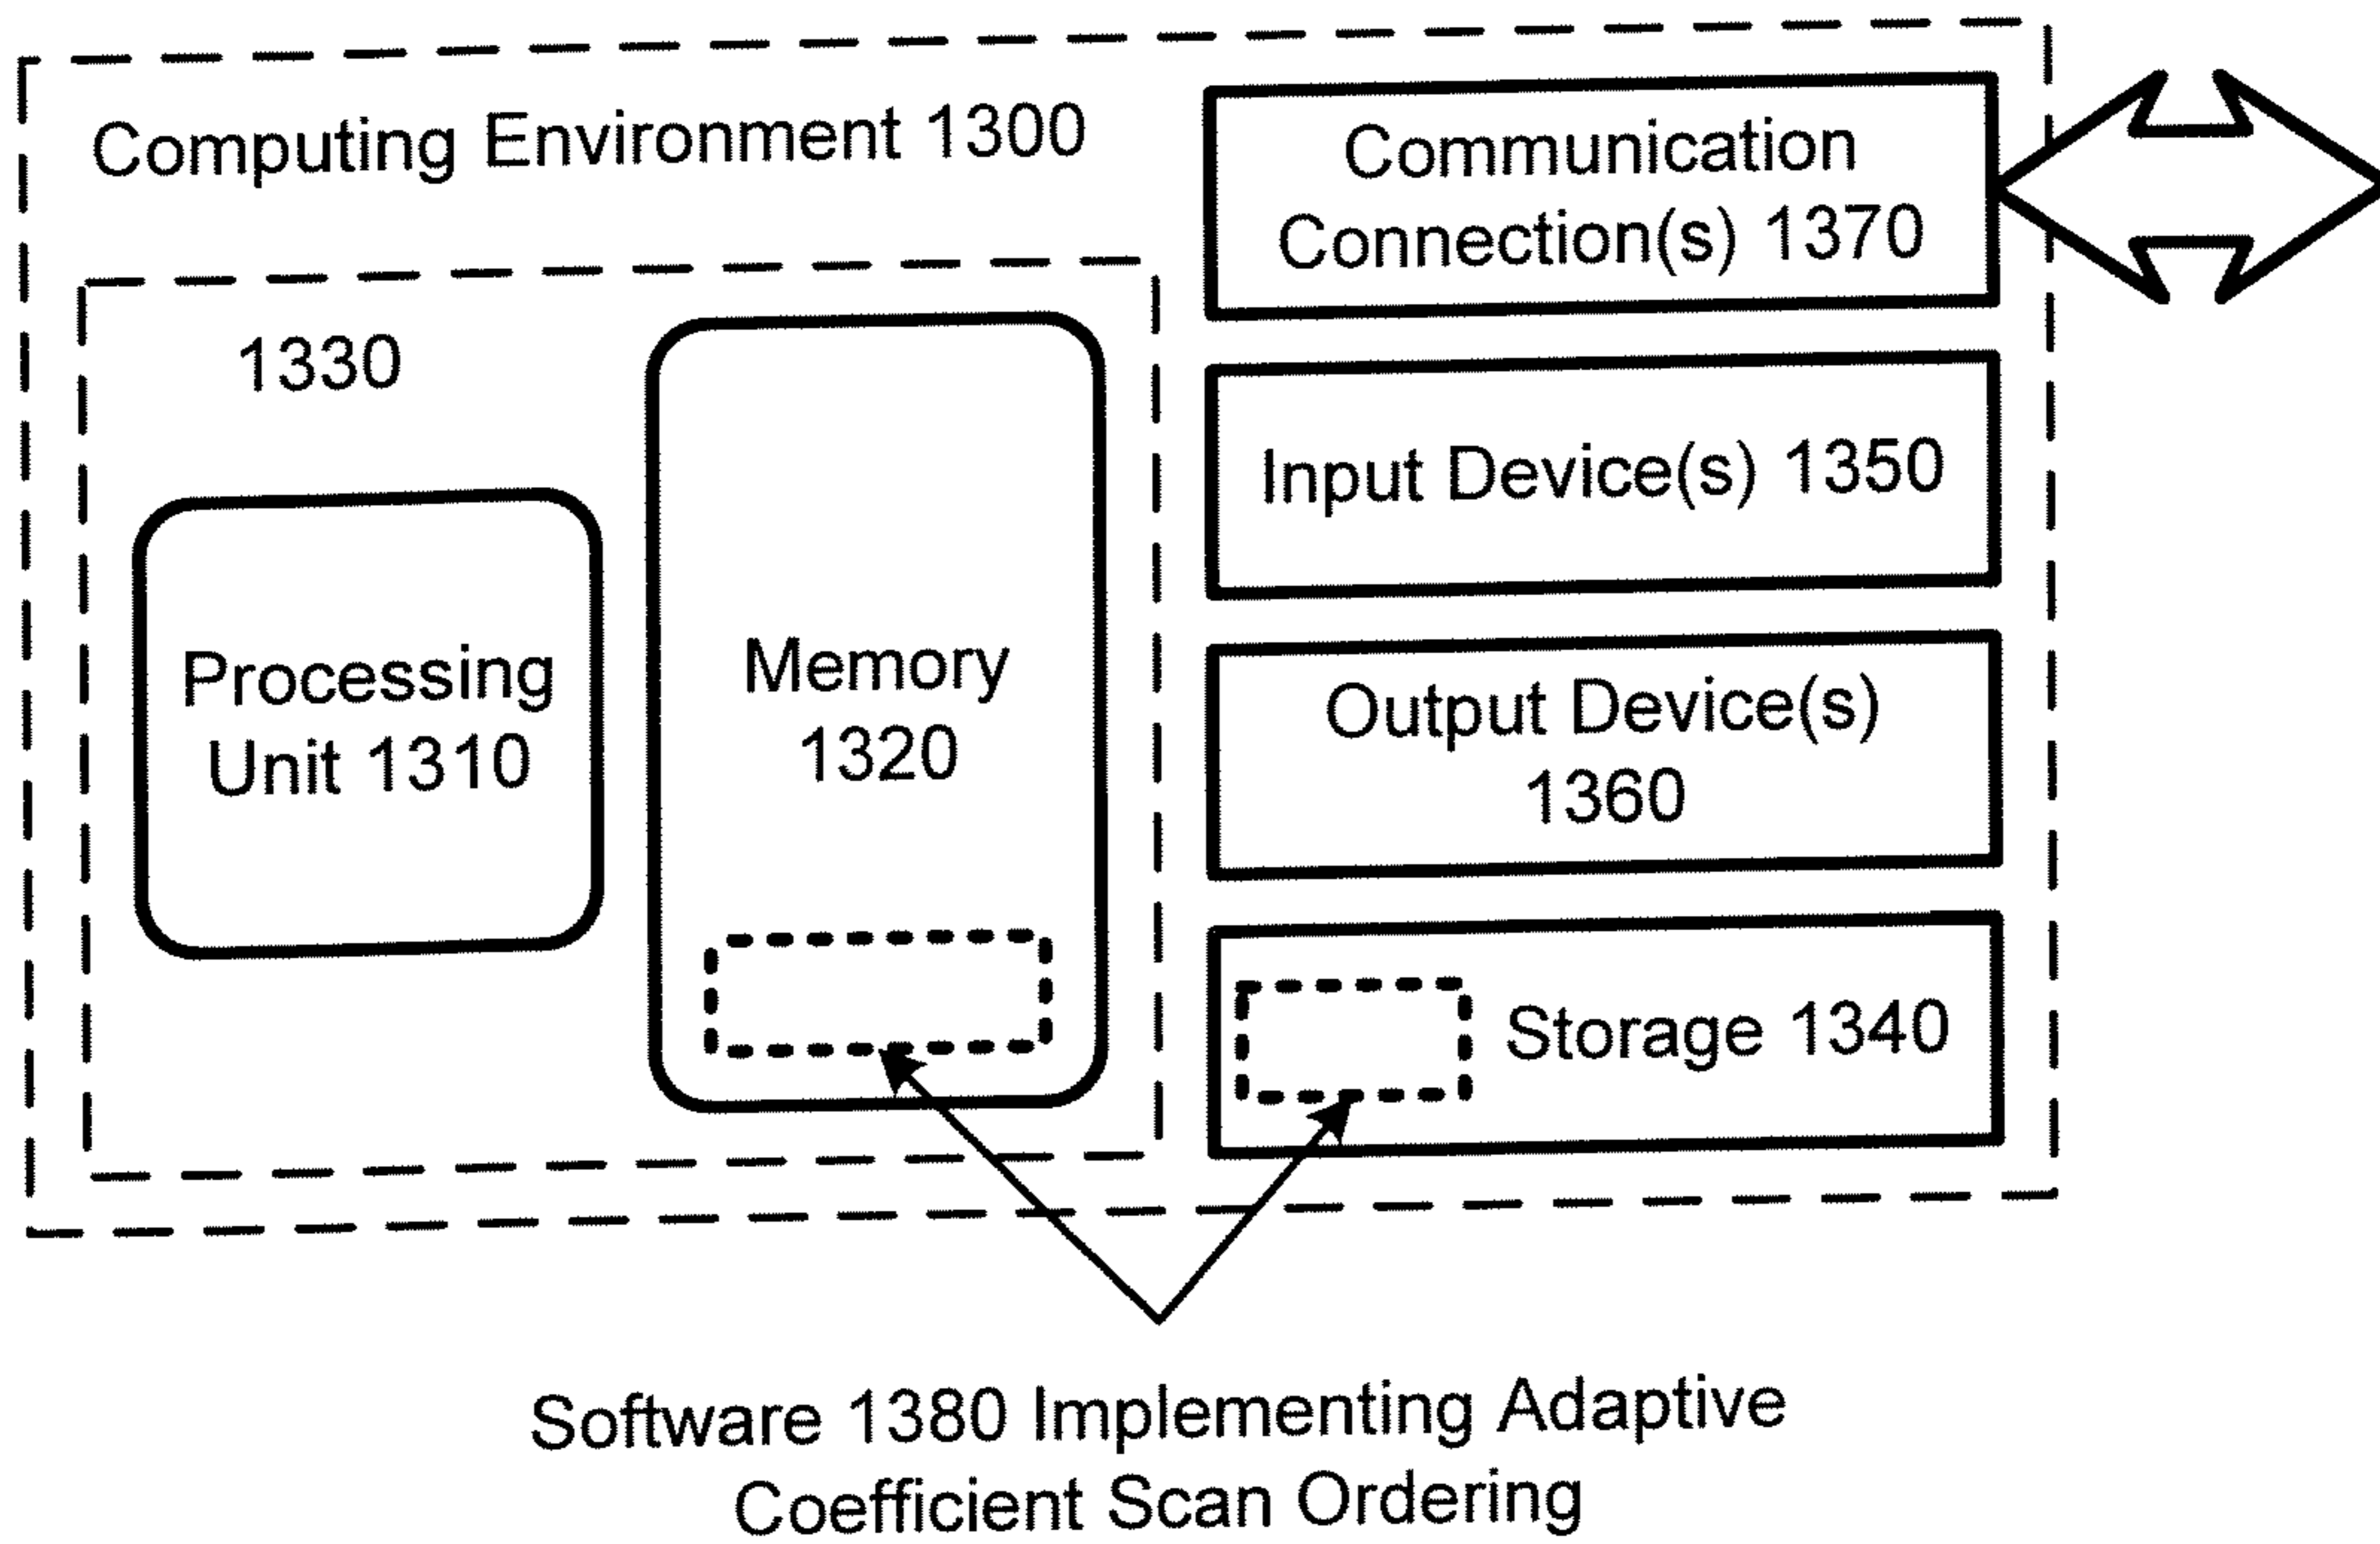 Computing Environment 1300
Communication
Connection(s) 1370
1330
Input Device(s) 1350
Processing
Unit 1310
Memory
1320
Output Device(s)
1360
Storage 1340
Software 1380 Implementing Adaptive
Coefficient Scan Ordering